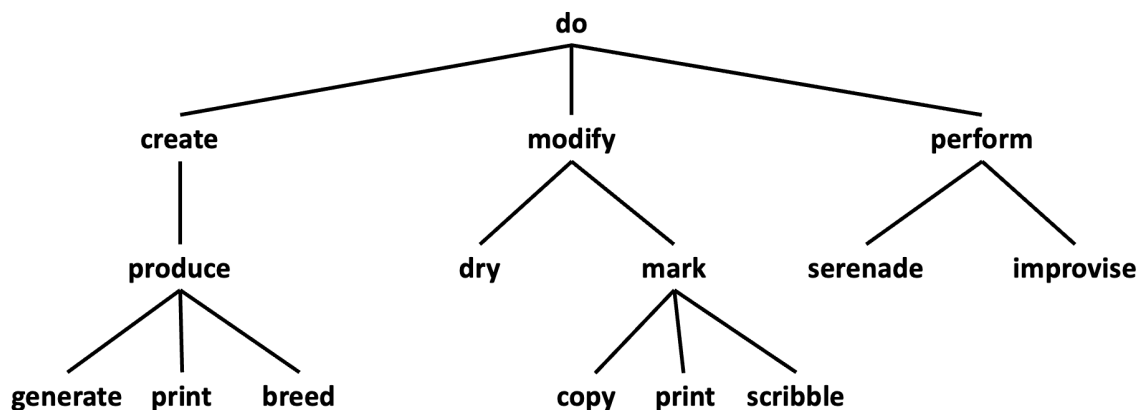 do
create modify perform
produce dry mark serenade improvise
generate print breed copy print scribble